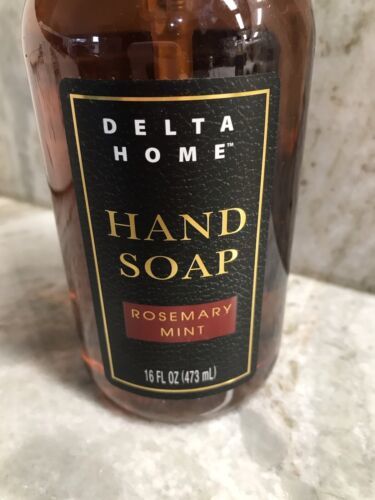 DELTA
HOME™
HAND
SOAP
ROSEMARY
MINT
16 FL OZ (473 mL)